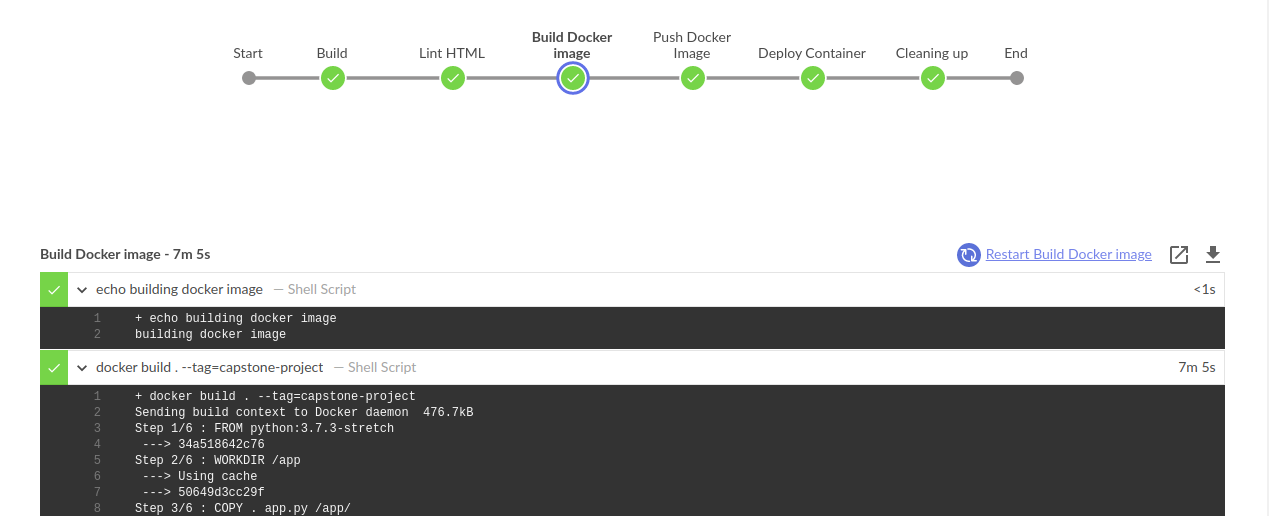 Start
Build
Lint HTML
Build Docker
image
Push Docker
Image
Deploy Container
Cleaning up
End
Build Docker image - 7m 5s
Restart Build Docker image
echo building docker image — Shell Script <1s
1 + echo building docker image
2 building docker image
docker build . --tag=capstone-project — Shell Script 7m 5s
1 + docker build . --tag=capstone-project
2 Sending build context to Docker daemon 476.7kB
3 Step 1/6 : FROM python:3.7.3-stretch
4 ---> 34a518642c76
5 Step 2/6 : WORKDIR /app
6 ---> Using cache
7 ---> 50649d3cc29f
8 Step 3/6 : COPY . app.py /app/